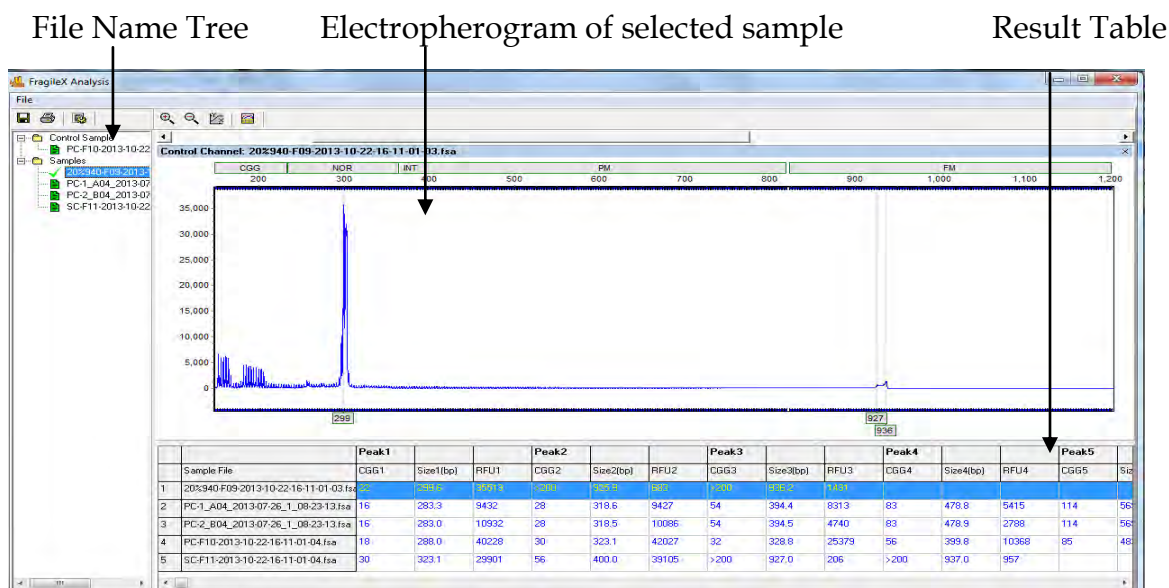 File Name Tree Electropherogram of selected sample Result Table
FragileX Analysis
File
Control Sample
PC-F10-2013-10-22
Samples
20%940-F09-2013-1
PC-1_A04_2013-07
PC-2_B04_2013-07
SC-F11-2013-10-22
Control Channel: 20%940-F09-2013-10-22-16-11-01-03.fsa
CGG NOR INT PM FM
200 300 400 500 600 700 800 900 1,000 1,100 1,200
35,000
30,000
25,000
20,000
15,000
10,000
5,000
0
299 927
936
Peak1 Peak2 Peak3 Peak4 Peak5
Sample File CGG1 Size1(bp) RFU1 CGG2 Size2(bp) RFU2 CGG3 Size3(bp) RFU3 CGG4 Size4(bp) RFU4 CGG5 Siz
1 20%940-F09-2013-10-22-16-11-01-03.fsa 299.6 35513 >200 683 >200 936.2 1431
2 PC-1_A04_2013-07-26_1_08-23-13.fsa 16 283.3 9432 28 318.6 9427 54 394.4 8313 83 478.6 5415 114 56
3 PC-2_B04_2013-07-26_1_08-23-13.fsa 16 283.0 10932 28 318.5 10086 54 394.5 4740 83 478.9 2788 114 56
4 PC-F10-2013-10-22-16-11-01-04.fsa 18 288.0 40228 30 323.1 42027 32 328.8 25379 56 399.8 10368 85 48
5 SC-F11-2013-10-22-16-11-01-04.fsa 30 323.1 29901 56 400.0 39105 >200 927.0 206 >200 937.0 957